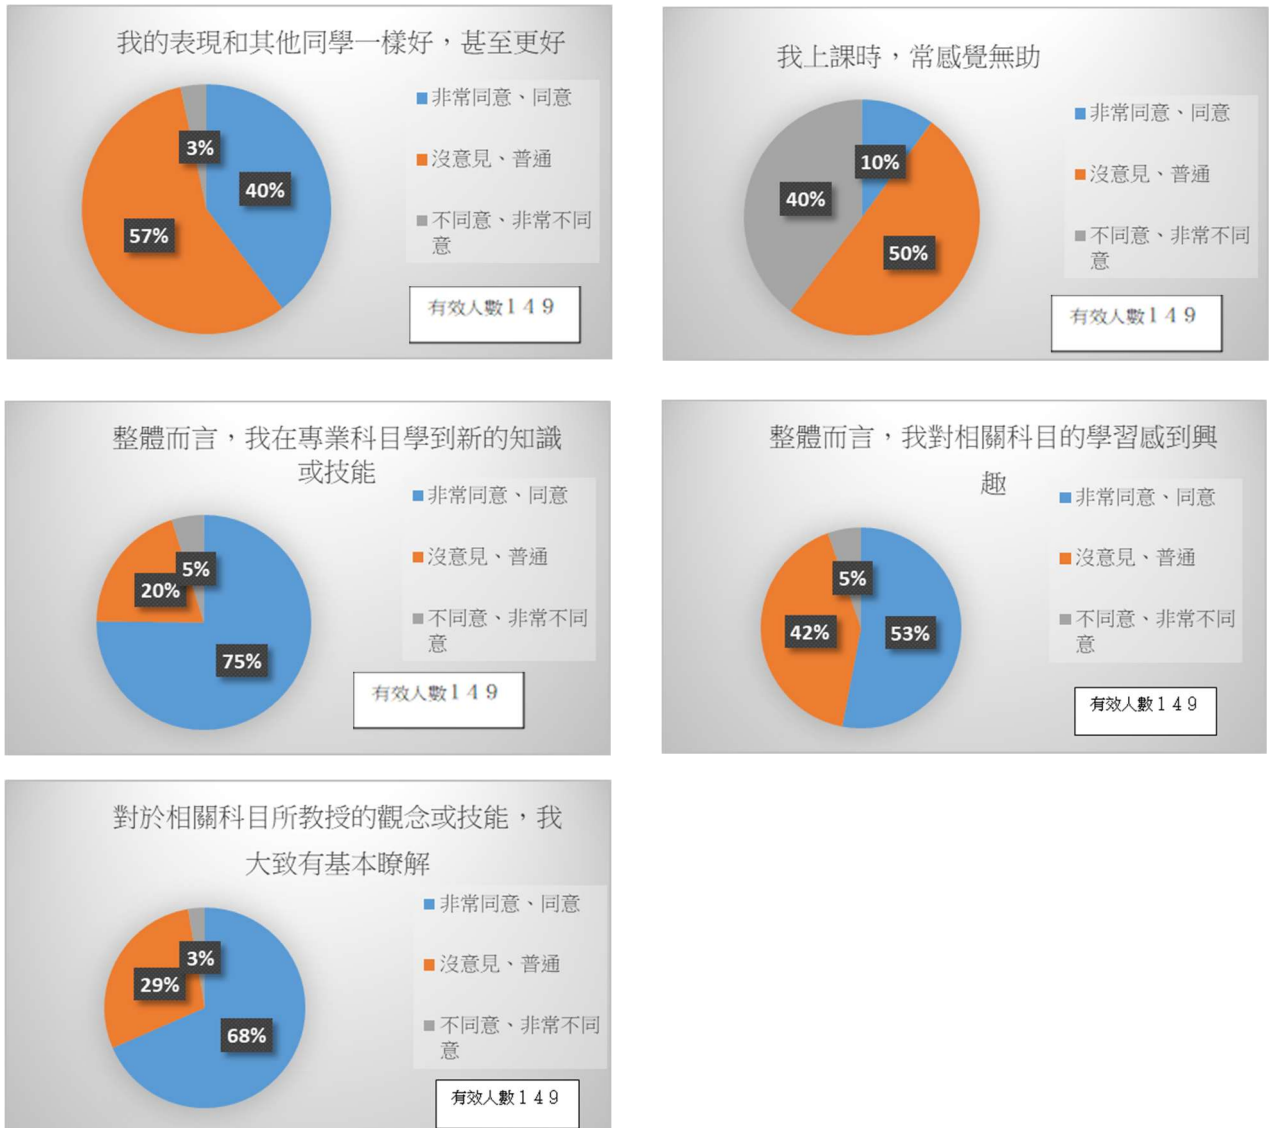 我的表現和其他同學一樣好，甚至更好
3%
40%
57%
■非常同意、同意
■沒意見、普通
■不同意、非常不同
意
有效人數１４９
我上課時，常感覺無助
10%
40%
50%
■非常同意、同意
■沒意見、普通
■不同意、非常不同
意
有效人數１４９
整體而言，我在專業科目學到新的知識
或技能
5%
20%
75%
■非常同意、同意
■沒意見、普通
■不同意、非常不同
意
有效人數１４９
整體而言，我對相關科目的學習感到興
趣
5%
42%
53%
■非常同意、同意
■沒意見、普通
■不同意、非常不同
意
有效人數１４９
對於相關科目所教授的觀念或技能，我
大致有基本瞭解
3%
29%
68%
■非常同意、同意
■沒意見、普通
■不同意、非常不同
意
有效人數１４９